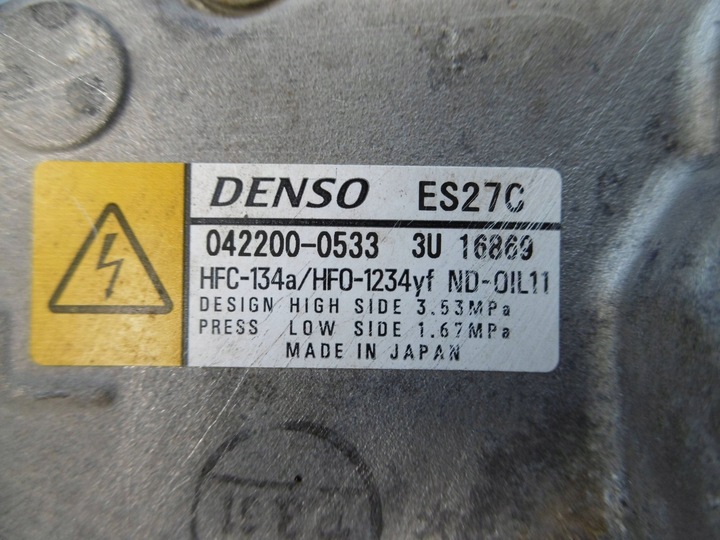 DENSO ES27C
042200-0533 3U 16869
HFC-134a/HFO-1234yf ND-OIL11
DESIGN HIGH SIDE 3.53MPa
PRESS LOW SIDE 1.67MPa
MADE IN JAPAN